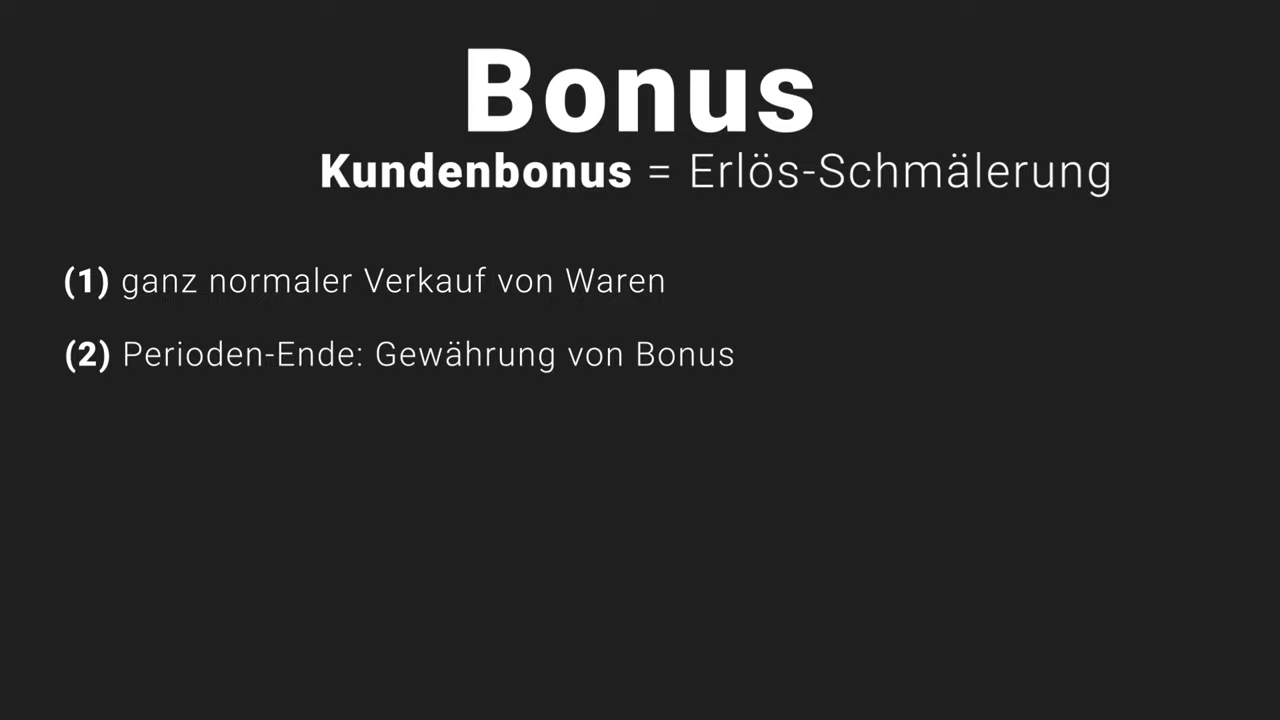 Bonus
Kundenbonus = Erlös-Schmälerung
(1) ganz normaler Verkauf von Waren
(2) Perioden-Ende: Gewährung von Bonus